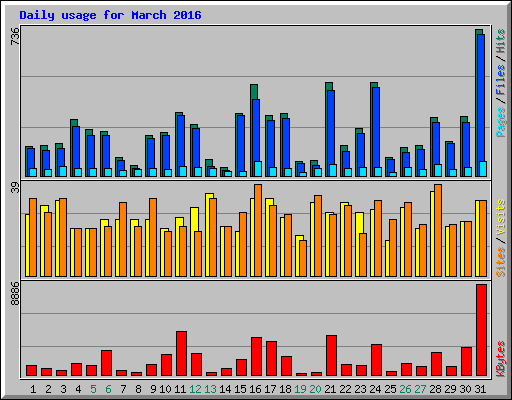 Daily usage for March 2016
736
Pages / Files / Hits
39
Sites / Visits
8886
KBytes
1 2 3 4 5 6 7 8 9 10 11 12 13 14 15 16 17 18 19 20 21 22 23 24 25 26 27 28 29 30 31